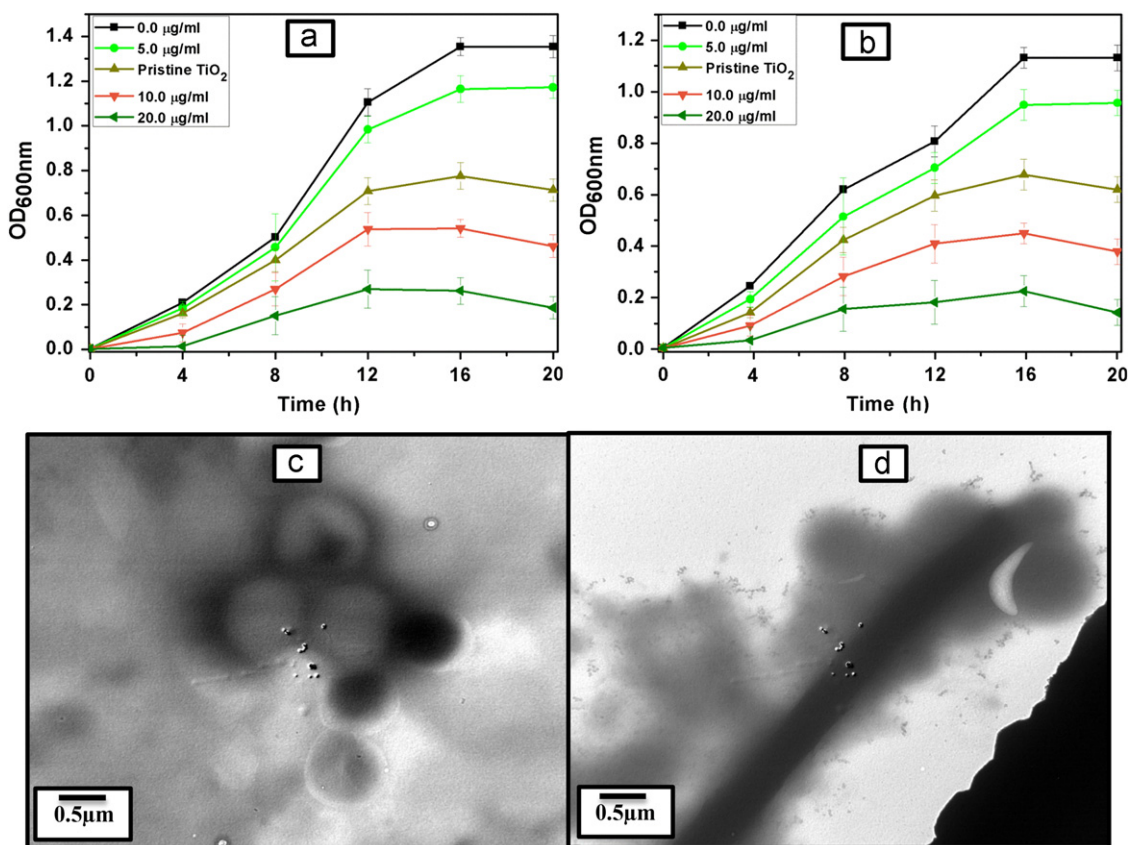 a
0.0 μg/ml
5.0 μg/ml
Pristine TiO2
10.0 μg/ml
20.0 μg/ml
OD600nm
1.4
1.2
1.0
0.8
0.6
0.4
0.2
0.0
0 4 8 12 16 20
Time (h)
b
0.0 μg/ml
5.0 μg/ml
Pristine TiO2
10.0 μg/ml
20.0 μg/ml
OD600nm
1.2
1.0
0.8
0.6
0.4
0.2
0.0
0 4 8 12 16 20
Time (h)
c
0.5μm
d
0.5μm